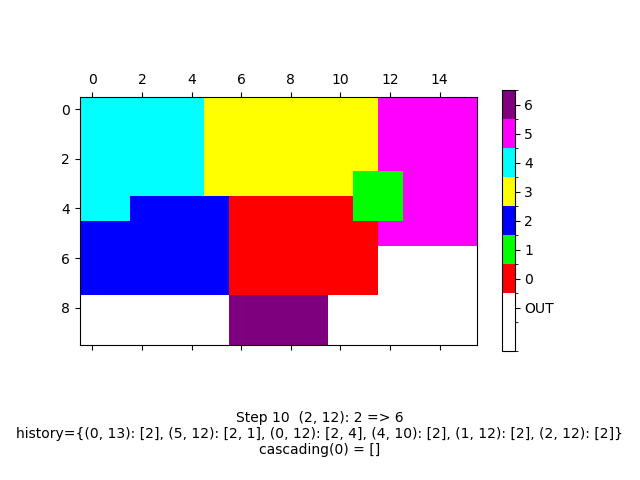 0 2 4 6 8 10 12 14
0
2
4
6
8
6
5
4
3
2
1
0
OUT
Step 10  (2, 12): 2 => 6
history={(0, 13): [2], (5, 12): [2, 1], (0, 12): [2, 4], (4, 10): [2], (1, 12): [2], (2, 12): [2]}
cascading(0) = []